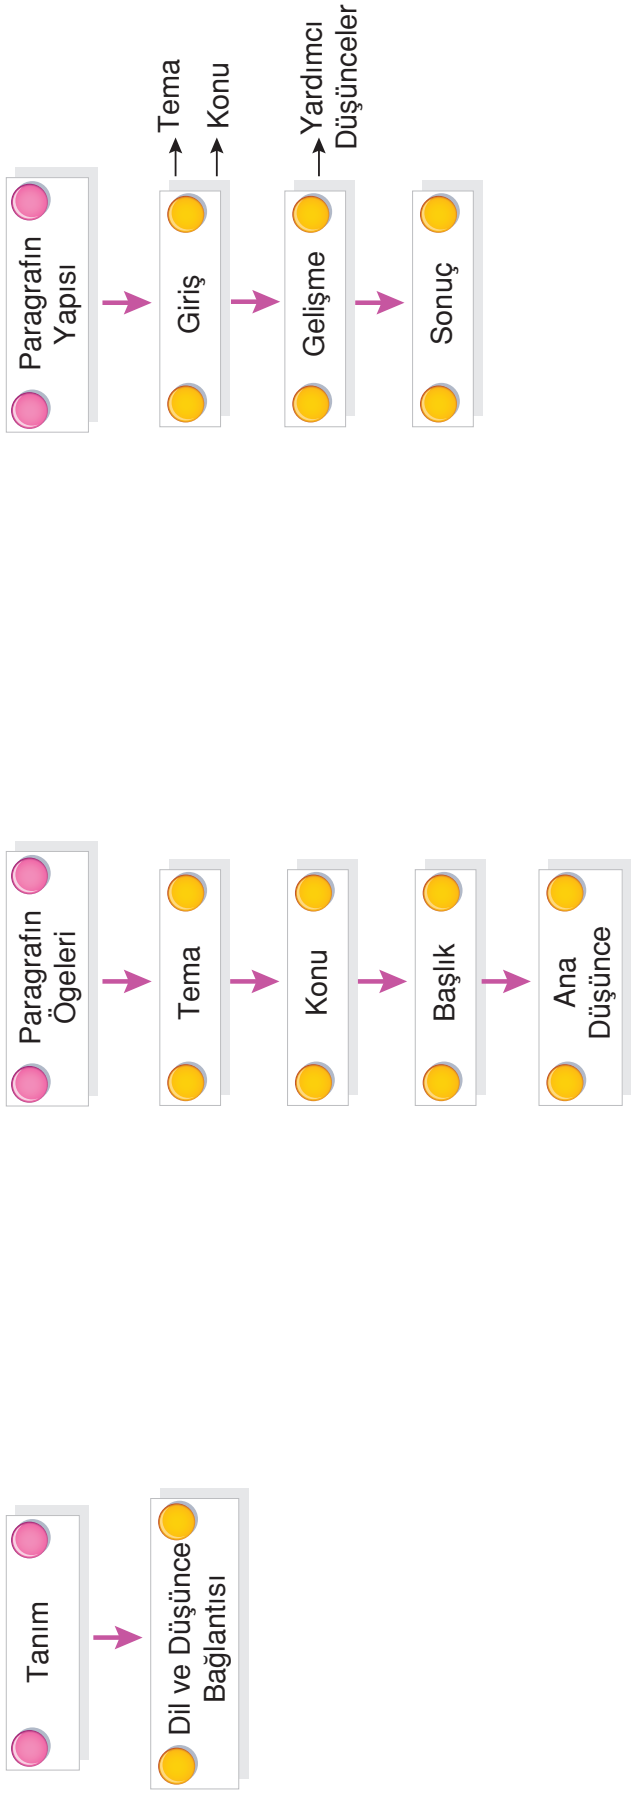 Tanım
Dil ve Düşünce
Bağlantısı
Paragrafın
Ögeleri
Tema
Konu
Başlık
Ana
Düşünce
Paragrafın
Yapısı
Giriş
Tema
Konu
Gelişme
Yardımcı
Düşünceler
Sonuç